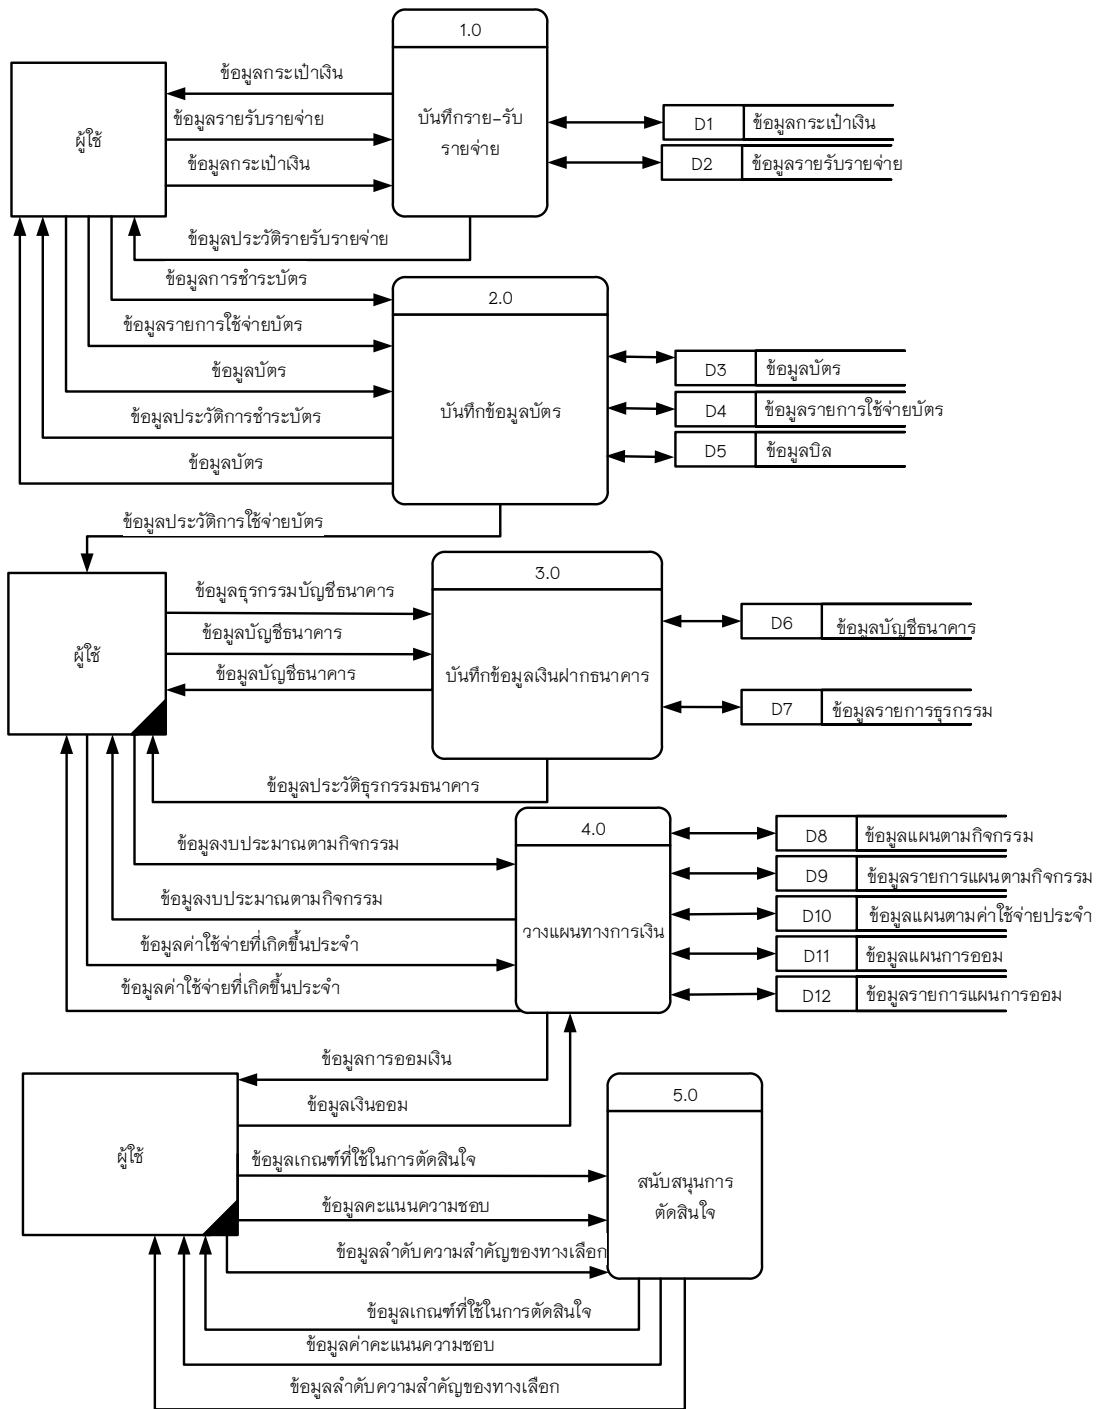 1.0
ข้อมูลกระเป๋าเงิน
ผู้ใช้
ข้อมูลรายรับรายจ่าย
บันทึกราย-รับ
รายจ่าย
D1 ข้อมูลกระเป๋าเงิน
ข้อมูลกระเป๋าเงิน
D2 ข้อมูลรายรับรายจ่าย
ข้อมูลประวัติรายรับรายจ่าย
ข้อมูลการชำระบัตร
2.0
ข้อมูลรายการใช้จ่ายบัตร
ข้อมูลบัตร
D3 ข้อมูลบัตร
ข้อมูลประวัติการชำระบัตร
บันทึกข้อมูลบัตร
D4 ข้อมูลรายการใช้จ่ายบัตร
ข้อมูลบัตร
D5 ข้อมูลบิล
ข้อมูลประวัติการใช้จ่ายบัตร
3.0
ข้อมูลธุรกรรมบัญชีธนาคาร
ผู้ใช้
ข้อมูลบัญชีธนาคาร
D6 ข้อมูลบัญชีธนาคาร
ข้อมูลบัญชีธนาคาร
บันทึกข้อมูลเงินฝากธนาคาร
D7 ข้อมูลรายการธุรกรรม
ข้อมูลประวัติธุรกรรมธนาคาร
4.0
D8 ข้อมูลแผนตามกิจกรรม
ข้อมูลงบประมาณตามกิจกรรม
D9 ข้อมูลรายการแผนตามกิจกรรม
ข้อมูลงบประมาณตามกิจกรรม
D10 ข้อมูลแผนตามค่าใช้จ่ายประจำ
วางแผนทางการเงิน
ข้อมูลค่าใช้จ่ายที่เกิดขึ้นประจำ
D11 ข้อมูลแผนการออม
ข้อมูลค่าใช้จ่ายที่เกิดขึ้นประจำ
D12 ข้อมูลรายการแผนการออม
ข้อมูลการออมเงิน
5.0
ข้อมูลเงินออม
ผู้ใช้
ข้อมูลเกณฑ์ที่ใช้ในการตัดสินใจ
สนับสนุนการ
ตัดสินใจ
ข้อมูลคะแนนความชอบ
ข้อมูลลำดับความสำคัญของทางเลือก
ข้อมูลเกณฑ์ที่ใช้ในการตัดสินใจ
ข้อมูลค่าคะแนนความชอบ
ข้อมูลลำดับความสำคัญของทางเลือก